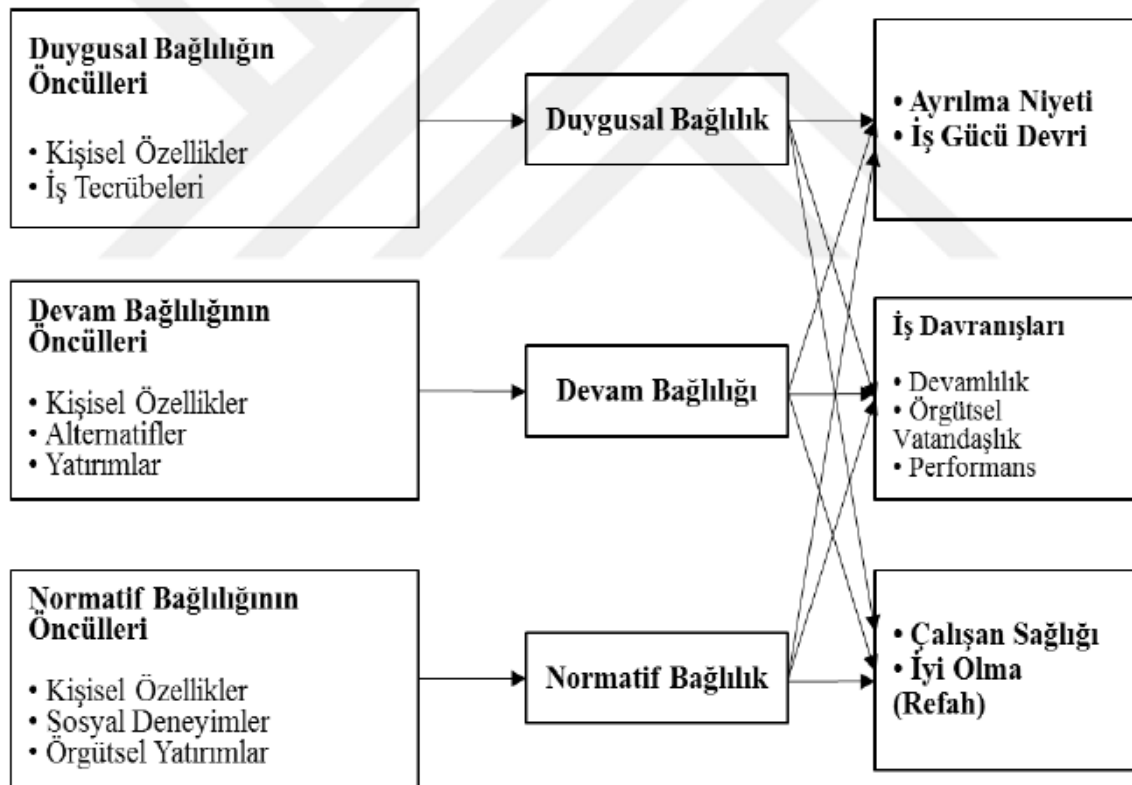 Duygusal Bağlılığın
Öncülleri
• Kişisel Özellikler
• İş Tecrübeleri
Duygusal Bağlılık
• Ayrılma Niyeti
• İş Gücü Devri
Devam Bağlılığının
Öncülleri
• Kişisel Özellikler
• Alternatifler
• Yatırımlar
Devam Bağlılığı
İş Davranışları
• Devamlılık
• Örgütsel
Vatandaşlık
• Performans
Normatif Bağlılığının
Öncülleri
• Kişisel Özellikler
• Sosyal Deneyimler
• Örgütsel Yatırımlar
Normatif Bağlılık
• Çalışan Sağlığı
• İyi Olma
(Refah)